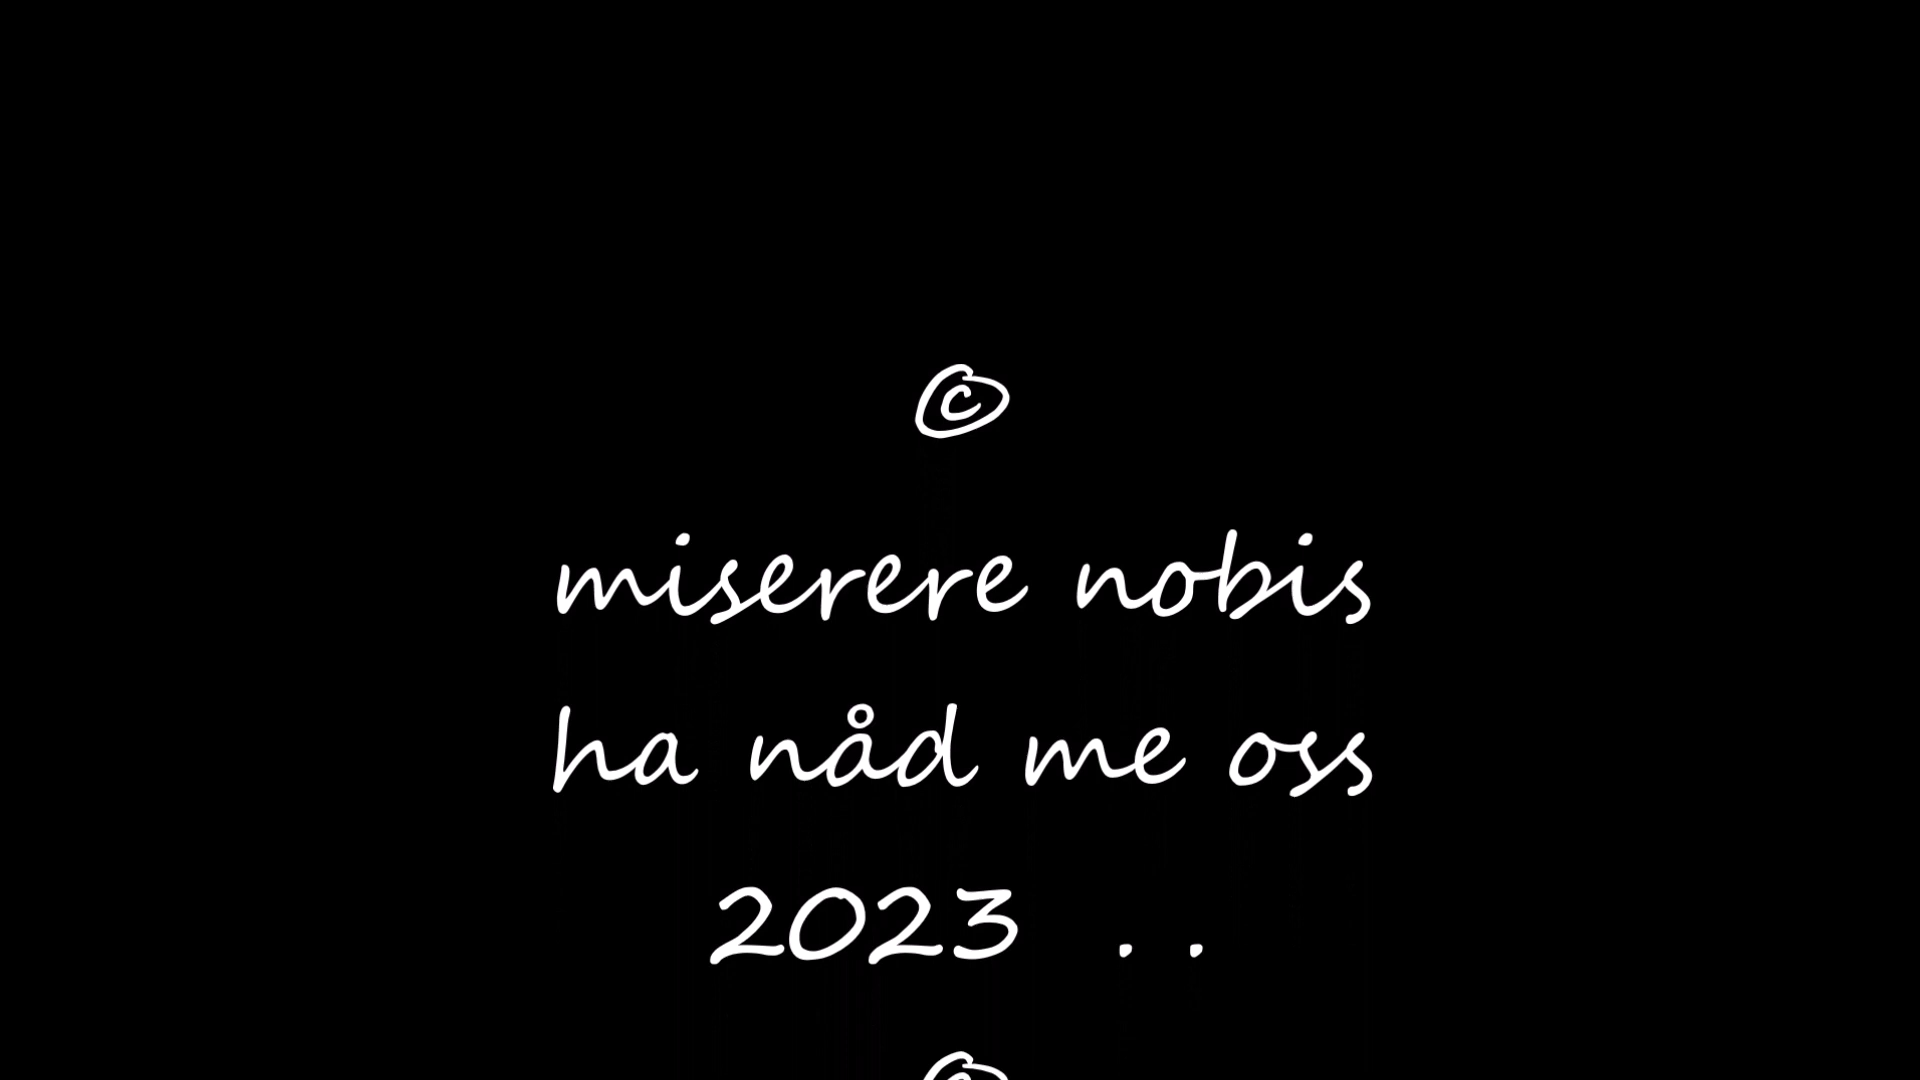 ©
miserere nobis
ha nåd me oss
2023 . .